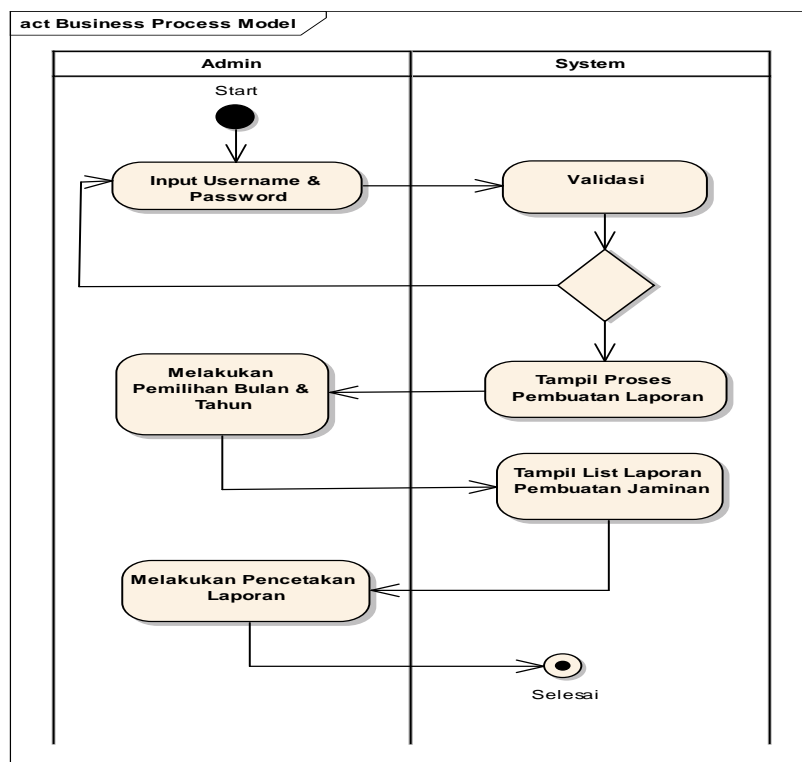 act Business Process Model
Admin
System
Start
Input Username &
Password
Validasi
Melakukan
Pemilihan Bulan &
Tahun
Tampil Proses
Pembuatan Laporan
Tampil List Laporan
Pembuatan Jaminan
Melakukan Pencetakan
Laporan
Selesai